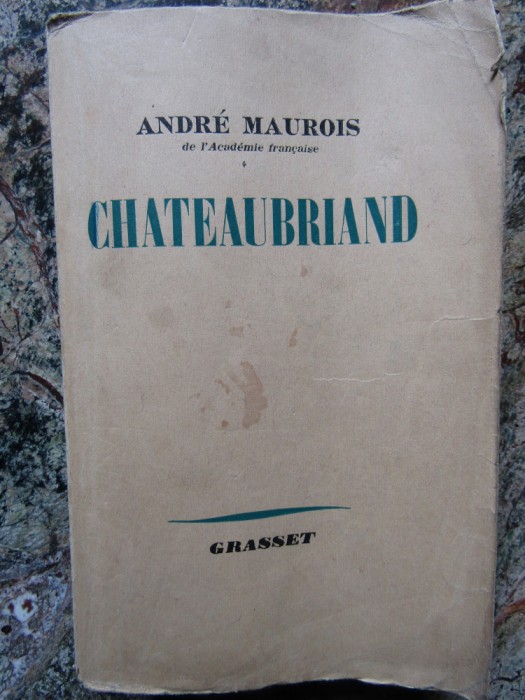 ANDRÉ MAUROIS
de l'Académie française
CHATEAUBRIAND
GRASSET